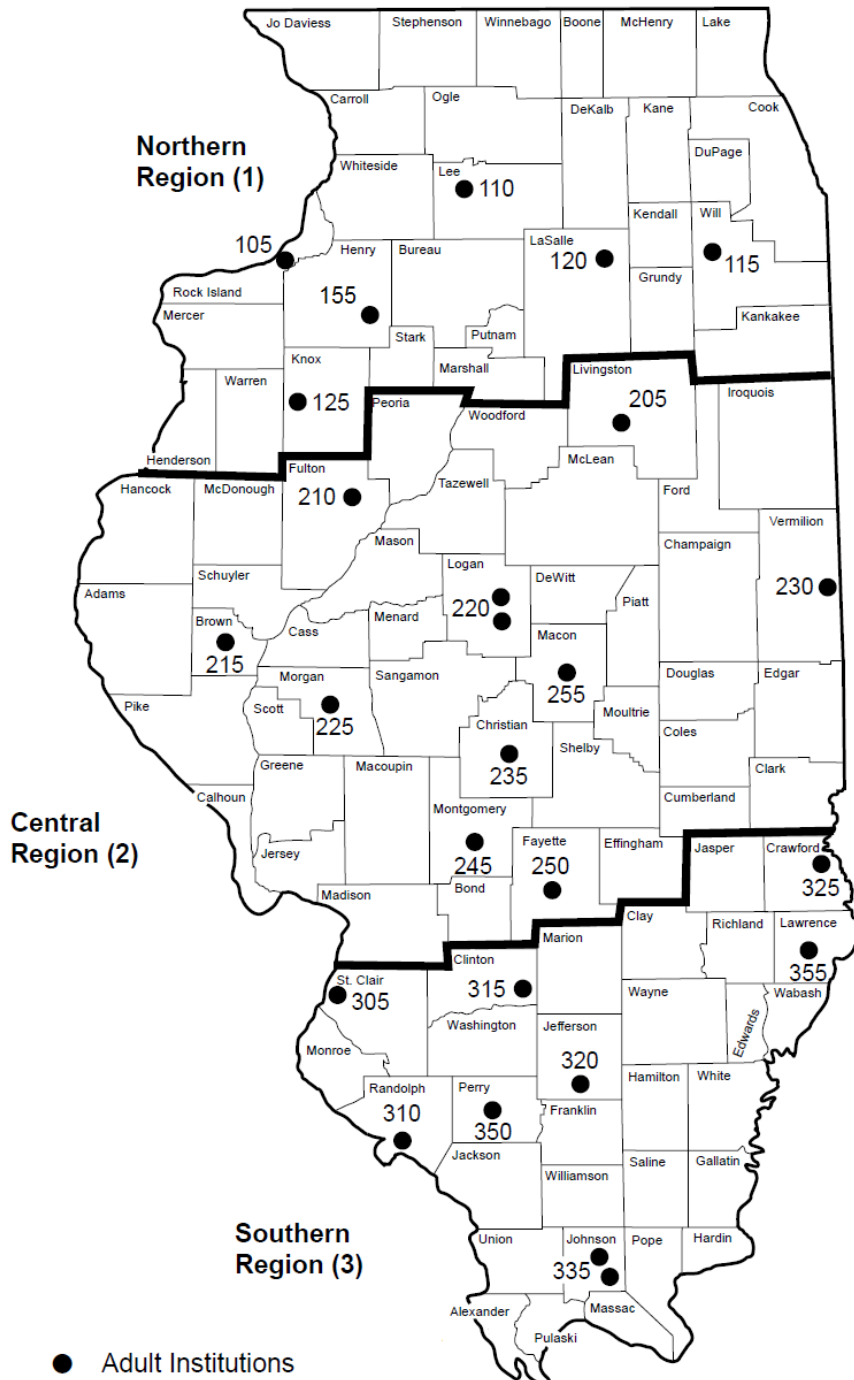 Jo Daviess
Stephenson
Winnebago
Boone
McHenry
Lake
Carroll
Ogle
DeKalb
Kane
Cook
Northern
Region (1)
DuPage
Whiteside
Lee
110
Kendall
Will
105
Henry
Bureau
LaSalle
120
115
Grundy
Rock Island
155
Mercer
Putnam
Kankakee
Stark
Knox
Marshall
Livingston
Warren
125
Peoria
205
Iroquois
Woodford
Henderson
Fulton
McLean
Hancock
McDonough
210
Tazewell
Ford
Vermilion
Mason
Champaign
Logan
Schuyler
DeWitt
Adams
220
230
Piatt
Brown
Cass
Menard
Macon
215
Morgan
Sangamon
Douglas
Edgar
255
Pike
Scott
225
Christian
Moultrie
Coles
235
Shelby
Greene
Macoupin
Clark
Calhoun
Montgomery
Cumberland
Central
Region (2)
Fayette
Effingham
Jasper
Crawford
Jersey
245
250
325
Madison
Bond
Clay
Richland
Lawrence
Marion
Clinton
355
St. Clair
315
Wayne
Wabash
305
Washington
Jefferson
Edwards
Monroe
320
Randolph
Perry
Hamilton
White
310
350
Franklin
Jackson
Saline
Gallatin
Williamson
Southern
Region (3)
Union
Johnson
Pope
Hardin
335
Alexander
Massac
Pulaski
Adult Institutions